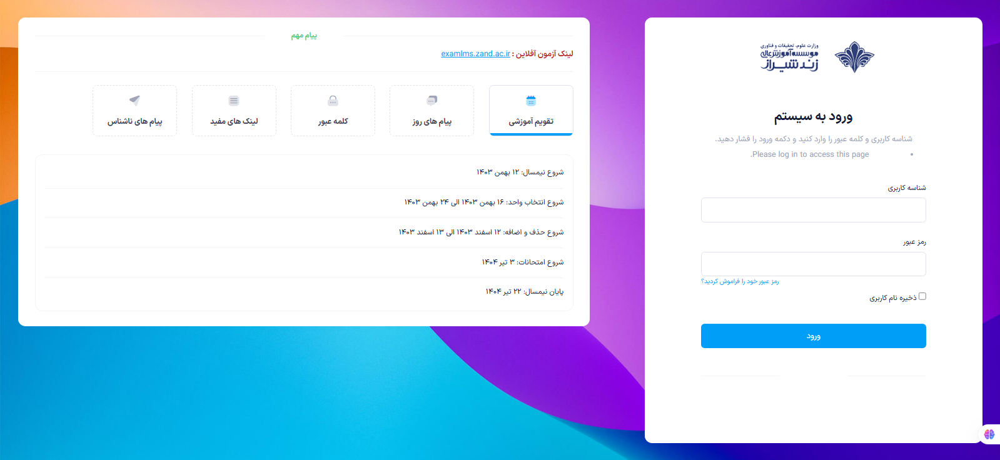 وزارت علوم، تحقیقات و فناوری
موسسه آموزش عالی
زند شیراز
ورود به سیستم
شناسه کاربری و کلمه عبور را وارد کنید و دکمه ورود را فشار دهید.
Please log in to access this page.
شناسه کاربری
رمز عبور
رمز عبور خود را فراموش کردید؟
ذخیره نام کاربری
ورود
پیام مهم
لینک آزمون آفلاین : examlms.zand.ac.ir
تقویم آموزشی
پیام های روز
کلمه عبور
لینک های مفید
پیام های ناشناس
شروع نیمسال: ۱۲ بهمن ۱۴۰۳
شروع انتخاب واحد: ۱۶ بهمن ۱۴۰۳ الی ۲۴ بهمن ۱۴۰۳
شروع حذف و اضافه: ۱۲ اسفند ۱۴۰۳ الی ۱۳ اسفند ۱۴۰۳
شروع امتحانات: ۳ تیر ۱۴۰۴
پایان نیمسال: ۲۲ تیر ۱۴۰۴